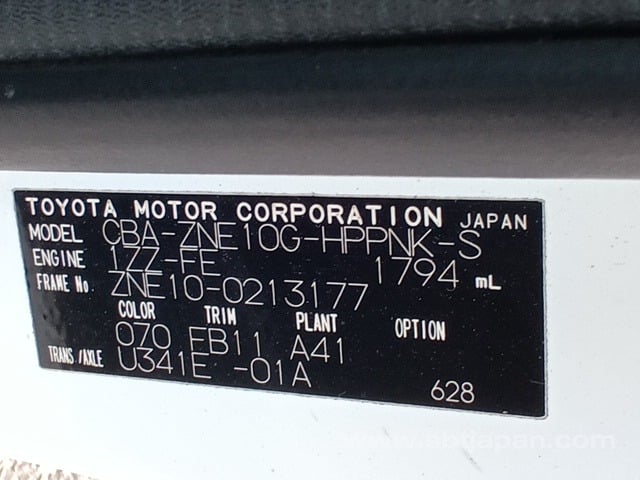 TOYOTA MOTOR CORPORATION JAPAN
MODEL CBA-ZNE10G-HPPNK-S
ENGINE 1ZZ-FE 1794 mL
FRAME No. ZNE10-0213177
COLOR TRIM PLANT OPTION
070 FB11 A41
TRANS./AXLE U341E -01A
628
www.sbtjapan.com